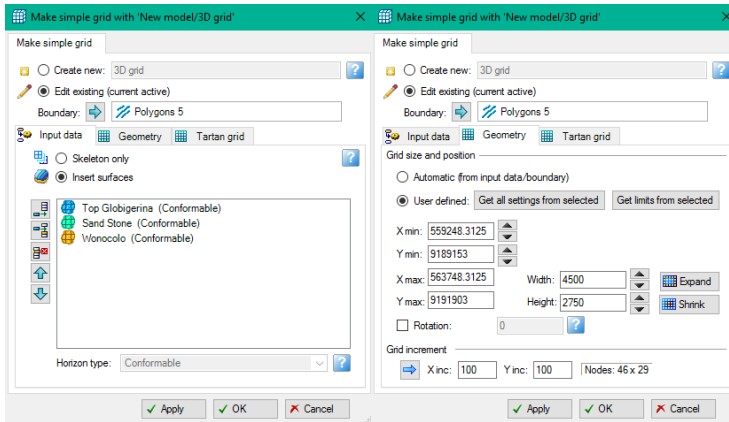 Make simple grid with 'New model/3D grid'
Make simple grid
Create new: 3D grid
Edit existing (current active)
Boundary: Polygons 5
Input data Geometry Tartan grid
Skeleton only
Insert surfaces
Top Globigerina (Conformable)
Sand Stone (Conformable)
Wonocolo (Conformable)
Horizon type: Conformable
Apply OK Cancel
Make simple grid with 'New model/3D grid'
Make simple grid
Create new: 3D grid
Edit existing (current active)
Boundary: Polygons 5
Input data Geometry Tartan grid
Grid size and position
Automatic (from input data/boundary)
User defined: Get all settings from selected Get limits from selected
X min: 559248.3125
Y min: 9189153
X max: 563748.3125 Width: 4500 Expand
Y max: 9191903 Height: 2750 Shrink
Rotation: 0
Grid increment
X inc: 100 Y inc: 100 Nodes: 46 x 29
Apply OK Cancel